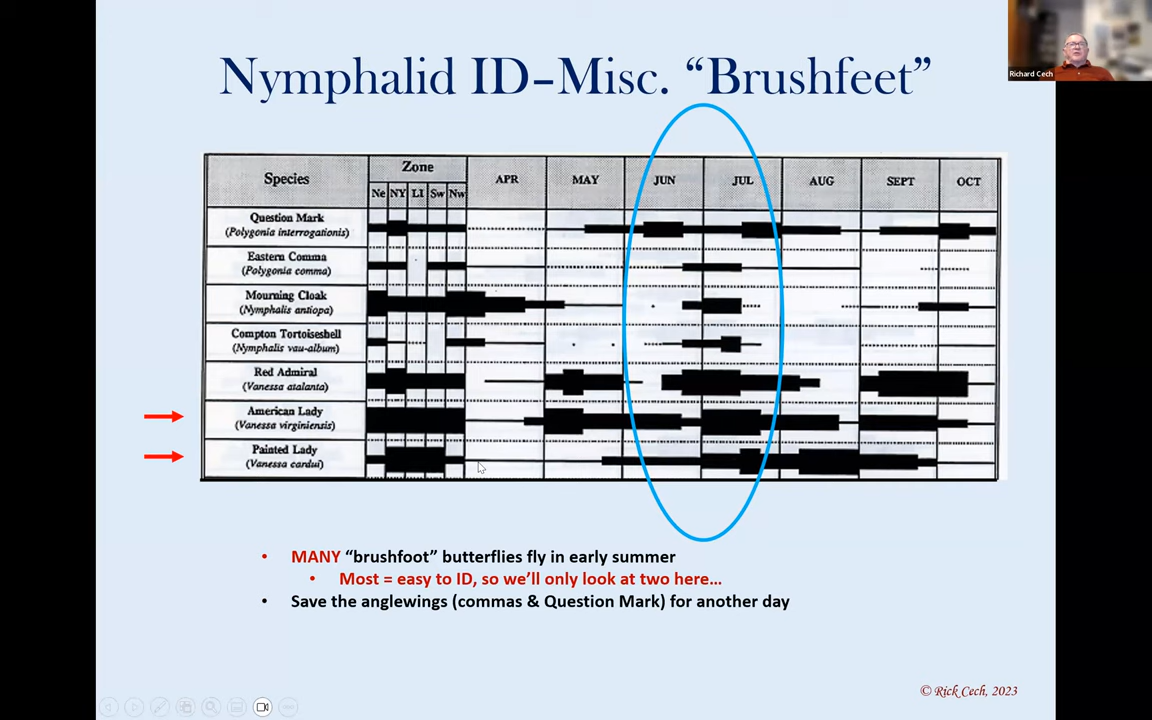 Richard Cech
Nymphalid ID–Misc. “Brushfeet”
Species
Zone
Ne NY LI Sw Nw
APR MAY JUN JUL AUG SEPT OCT
Question Mark
(Polygonia interrogationis)
Eastern Comma
(Polygonia comma)
Mourning Cloak
(Nymphalis antiopa)
Compton Tortoiseshell
(Nymphalis vau-album)
Red Admiral
(Vanessa atalanta)
American Lady
(Vanessa virginiensis)
Painted Lady
(Vanessa cardui)
• MANY “brushfoot” butterflies fly in early summer
• Most = easy to ID, so we’ll only look at two here…
• Save the anglewings (commas & Question Mark) for another day
© Rick Cech, 2023